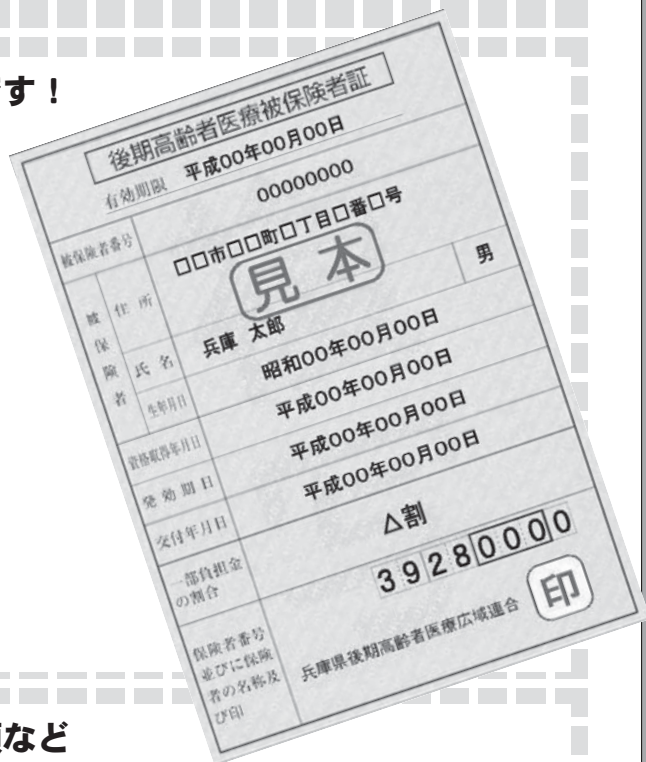 す！
後期高齢者医療被保険者証
有効期限 平成00年00月00日
被保険者番号 00000000
被保険者 住所 □□市□□町□丁目□番□号
見本
氏名 兵庫 太郎 男
生年月日 昭和00年00月00日
資格取得年月日 平成00年00月00日
発効期日 平成00年00月00日
交付年月日 平成00年00月00日
一部負担金の割合 △割
39280000
保険者番号
並びに保険
者の名称及
び印
兵庫県後期高齢者医療広域連合 印
など